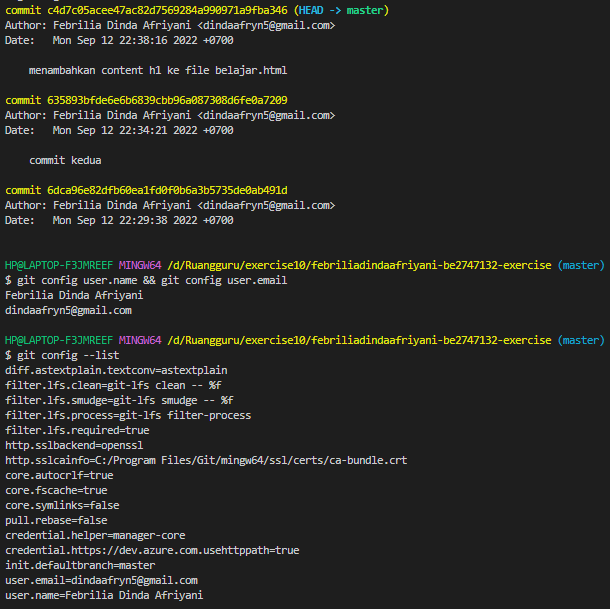 commit c4d7c05acee47ac82d7569284a990971a9fba346 (HEAD -> master)
Author: Febrilia Dinda Afriyani <dindaafryn5@gmail.com>
Date:   Mon Sep 12 22:38:16 2022 +0700
    menambahkan content h1 ke file belajar.html
commit 635893bfde6e6b6839cbb96a087308d6fe0a7209
Author: Febrilia Dinda Afriyani <dindaafryn5@gmail.com>
Date:   Mon Sep 12 22:34:21 2022 +0700
    commit kedua
commit 6dca96e82dfb60ea1fd0f0b6a3b5735de0ab491d
Author: Febrilia Dinda Afriyani <dindaafryn5@gmail.com>
Date:   Mon Sep 12 22:29:38 2022 +0700
HP@LAPTOP-F3JMREEF MINGW64 /d/Ruangguru/exercise10/febriliadindaafriyani-be2747132-exercise (master)
$ git config user.name && git config user.email
Febrilia Dinda Afriyani
dindaafryn5@gmail.com
HP@LAPTOP-F3JMREEF MINGW64 /d/Ruangguru/exercise10/febriliadindaafriyani-be2747132-exercise (master)
$ git config --list
diff.astextplain.textconv=astextplain
filter.lfs.clean=git-lfs clean -- %f
filter.lfs.smudge=git-lfs smudge -- %f
filter.lfs.process=git-lfs filter-process
filter.lfs.required=true
http.sslbackend=openssl
http.sslcainfo=C:/Program Files/Git/mingw64/ssl/certs/ca-bundle.crt
core.autocrlf=true
core.fscache=true
core.symlinks=false
pull.rebase=false
credential.helper=manager-core
credential.https://dev.azure.com.usehttppath=true
init.defaultbranch=master
user.email=dindaafryn5@gmail.com
user.name=Febrilia Dinda Afriyani